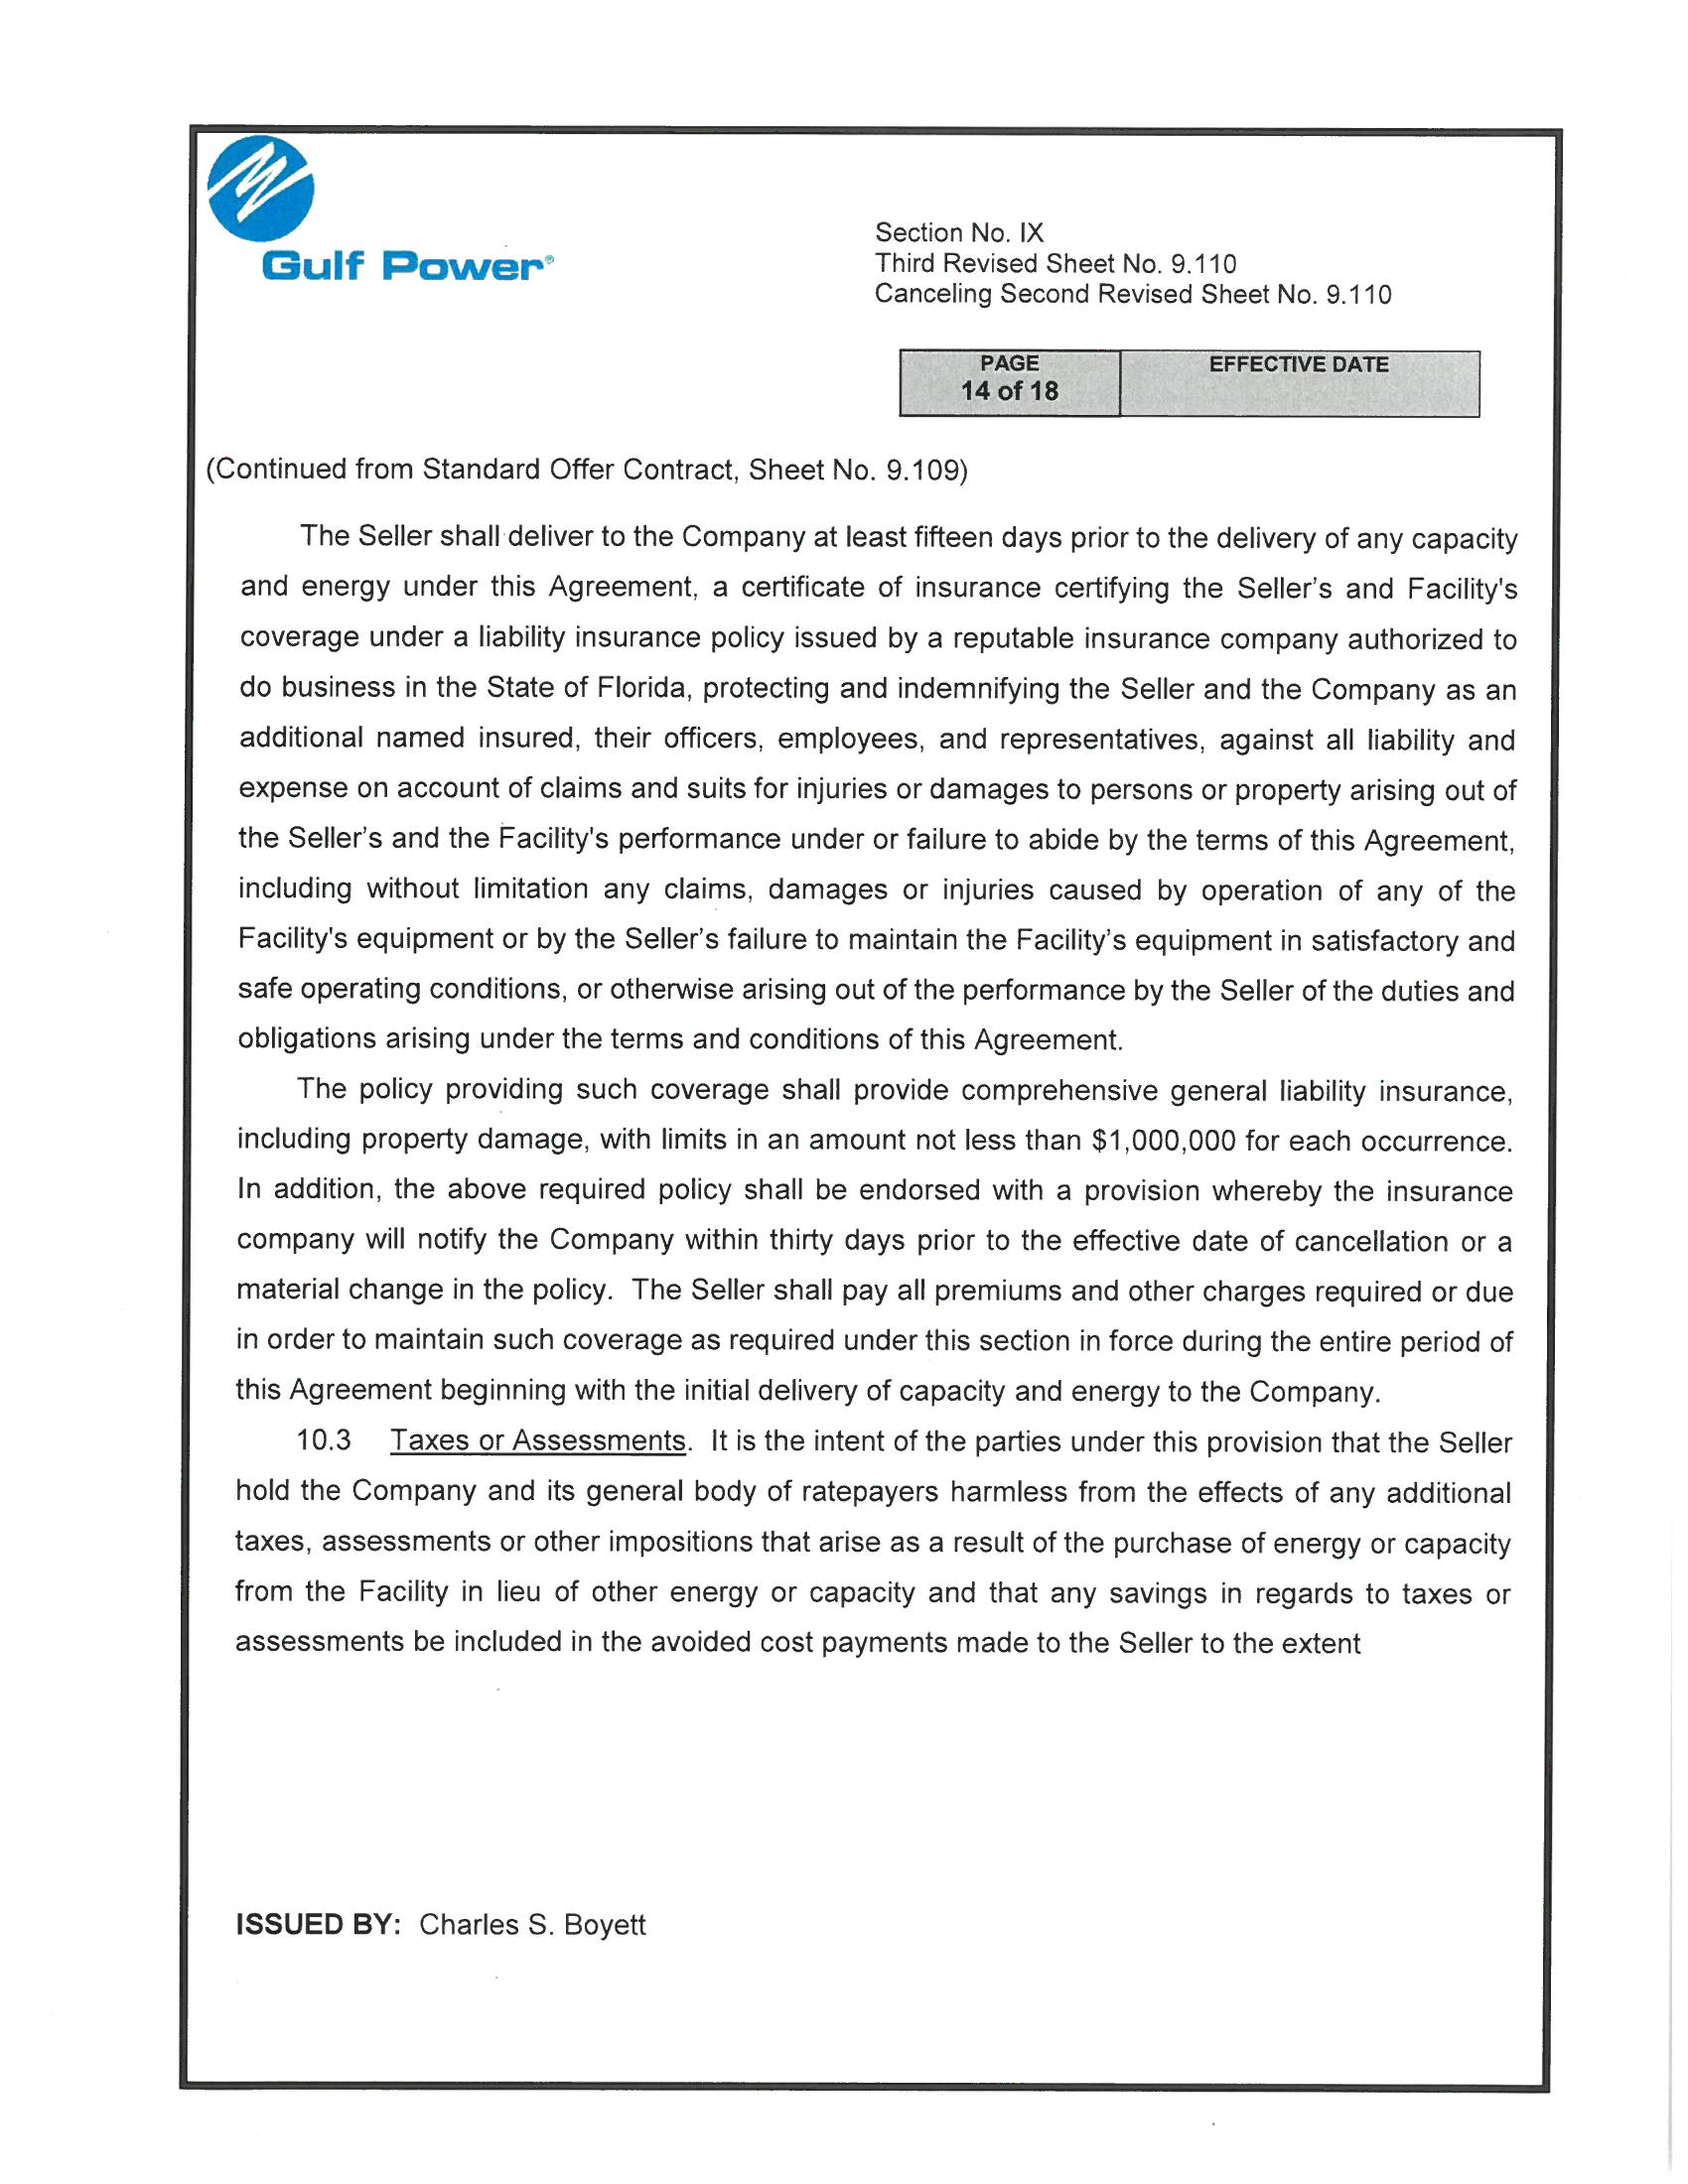 Gulf Power®
Section No. IX
Third Revised Sheet No. 9.110
Canceling Second Revised Sheet No. 9.110
PAGE
14 of 18
EFFECTIVE DATE
(Continued from Standard Offer Contract, Sheet No. 9.109)
The Seller shall deliver to the Company at least fifteen days prior to the delivery of any capacity
and energy under this Agreement, a certificate of insurance certifying the Seller's and Facility's
coverage under a liability insurance policy issued by a reputable insurance company authorized to
do business in the State of Florida, protecting and indemnifying the Seller and the Company as an
additional named insured, their officers, employees, and representatives, against all liability and
expense on account of claims and suits for injuries or damages to persons or property arising out of
the Seller's and the Facility's performance under or failure to abide by the terms of this Agreement,
including without limitation any claims, damages or injuries caused by operation of any of the
Facility's equipment or by the Seller's failure to maintain the Facility's equipment in satisfactory and
safe operating conditions, or otherwise arising out of the performance by the Seller of the duties and
obligations arising under the terms and conditions of this Agreement.
The policy providing such coverage shall provide comprehensive general liability insurance,
including property damage, with limits in an amount not less than $1,000,000 for each occurrence.
In addition, the above required policy shall be endorsed with a provision whereby the insurance
company will notify the Company within thirty days prior to the effective date of cancellation or a
material change in the policy. The Seller shall pay all premiums and other charges required or due
in order to maintain such coverage as required under this section in force during the entire period of
this Agreement beginning with the initial delivery of capacity and energy to the Company.
10.3 Taxes or Assessments. It is the intent of the parties under this provision that the Seller
hold the Company and its general body of ratepayers harmless from the effects of any additional
taxes, assessments or other impositions that arise as a result of the purchase of energy or capacity
from the Facility in lieu of other energy or capacity and that any savings in regards to taxes or
assessments be included in the avoided cost payments made to the Seller to the extent
ISSUED BY: Charles S. Boyett